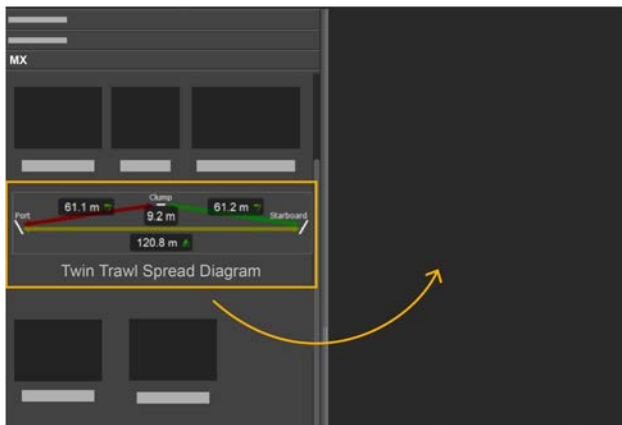 MX
Clump
61.1 m
61.2 m
Port
9.2 m
Starboard
120.8 m
Twin Trawl Spread Diagram